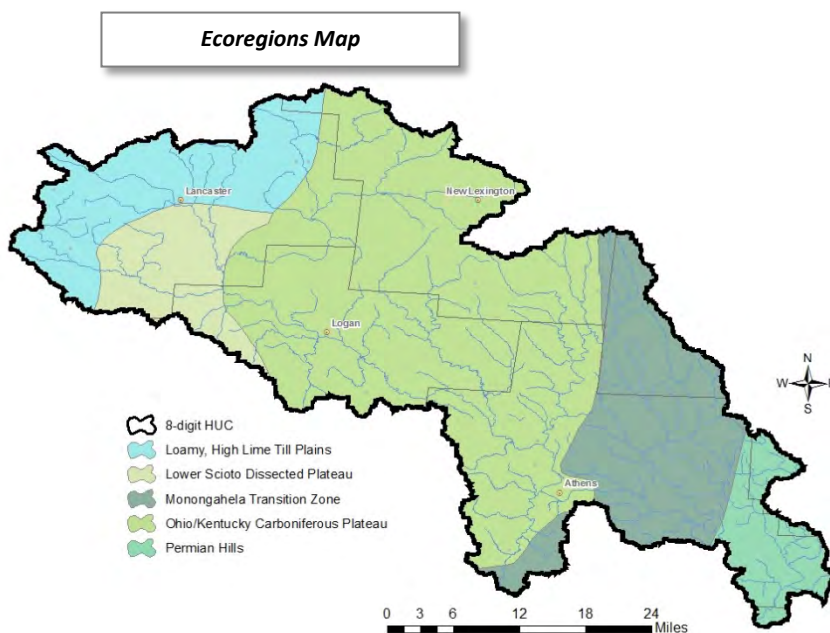 Ecoregions Map
Lancaster
New Lexington
Logan
N
W
S
8-digit HUC
Loamy, High Lime Till Plains
Lower Scioto Dissected Plateau
Monongahela Transition Zone
Athens
Ohio/Kentucky Carboniferous Plateau
Permian Hills
0 3 6 12 18 24
Miles